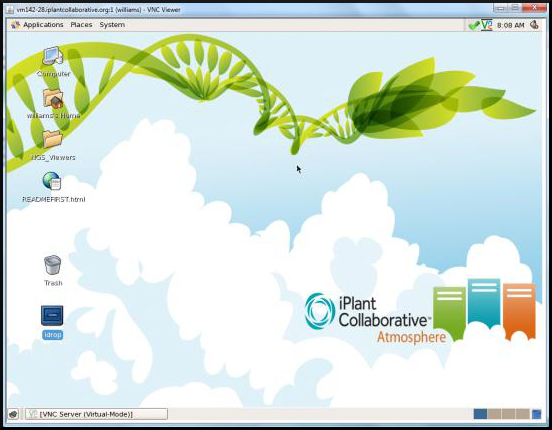 vm142-28.iplantcollaborative.org:1 (williams) - VNC Viewer
Applications Places System
8:08 AM
Computer
williams's Home
NGS_Viewers
READMEFIRST.html
Trash
idrop
iPlant
Collaborative™
Atmosphere
[VNC Server (Virtual-Mode)]